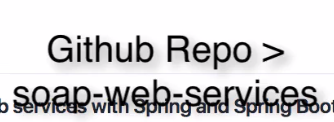 Github Repo >
soap-web-services
b services with Spring and Spring Boot